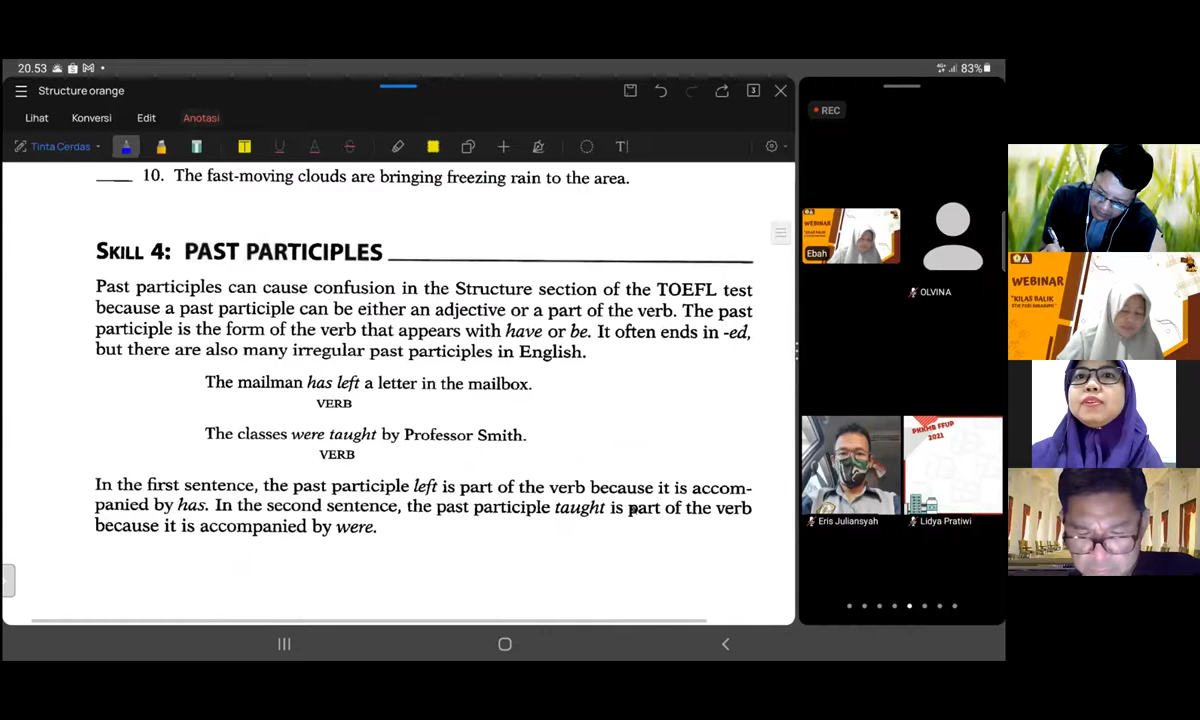 20.53
83%
Structure orange
3
Lihat Konversi Edit Anotasi
Tinta Cerdas
T
U
A
S
T
____ 10. The fast-moving clouds are bringing freezing rain to the area.
SKILL 4: PAST PARTICIPLES
Past participles can cause confusion in the Structure section of the TOEFL test
because a past participle can be either an adjective or a part of the verb. The past
participle is the form of the verb that appears with have or be. It often ends in -ed,
but there are also many irregular past participles in English.
The mailman has left a letter in the mailbox.
VERB
The classes were taught by Professor Smith.
VERB
In the first sentence, the past participle left is part of the verb because it is accom-
panied by has. In the second sentence, the past participle taught is part of the verb
because it is accompanied by were.
REC
WEBINAR
Ebah
OLVINA
Eris Juliansyah
PKKMB FFUP
2021
Lidya Pratiwi
WEBINAR
"KILAS BALIK